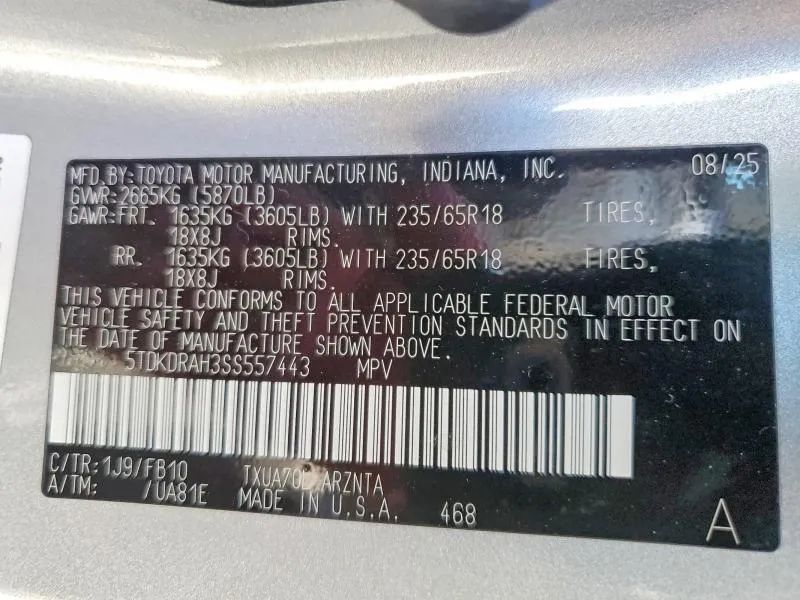 MFD.BY:TOYOTA MOTOR MANUFACTURING, INDIANA, INC. 08/25
GVWR:2665KG (5870LB)
GAWR:FRT. 1635KG (3605LB) WITH 235/65R18 TIRES,
18X8J RIMS.
RR. 1635KG (3605LB) WITH 235/65R18 TIRES,
18X8J RIMS.
THIS VEHICLE CONFORMS TO ALL APPLICABLE FEDERAL MOTOR
VEHICLE SAFETY AND THEFT PREVENTION STANDARDS IN EFFECT ON
THE DATE OF MANUFACTURE SHOWN ABOVE.
5TDKDRAH3SS557443 MPV
C/TR:1J9/FB10 ARZNTA
A/TM: /UA81E MADE IN U.S.A. 468 A